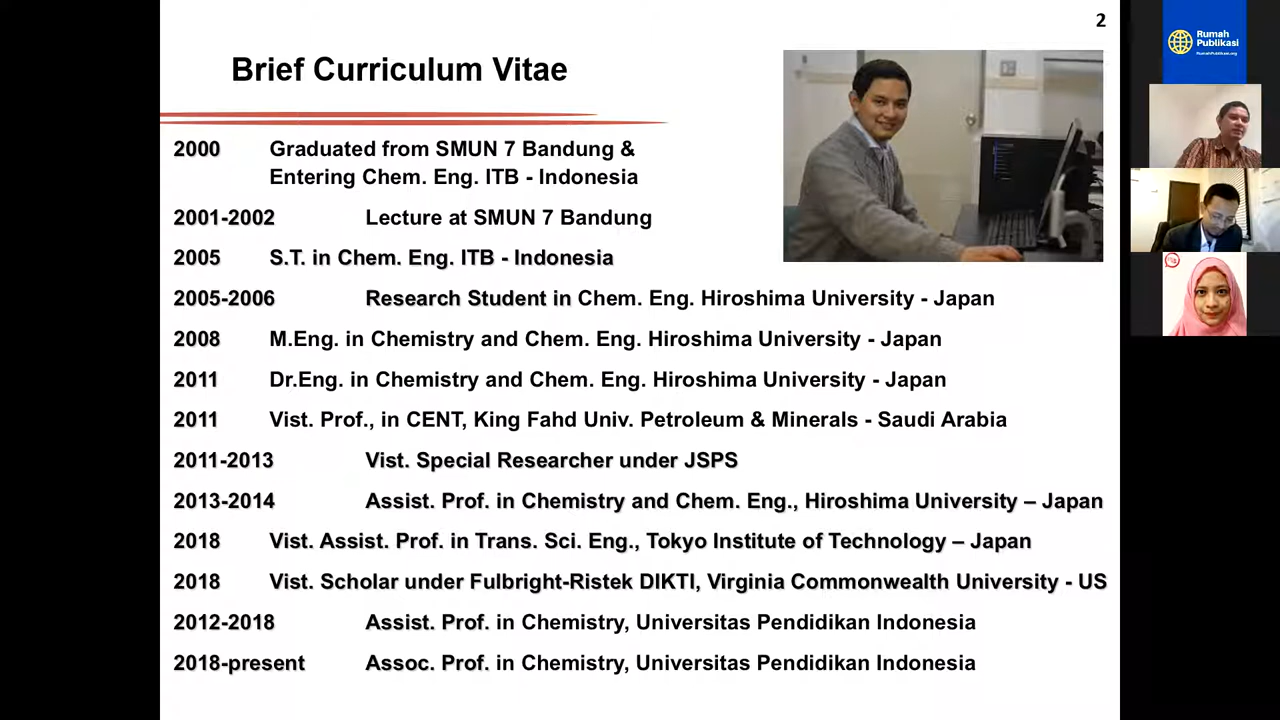 2
Brief Curriculum Vitae
2000 Graduated from SMUN 7 Bandung &
Entering Chem. Eng. ITB - Indonesia
2001-2002 Lecture at SMUN 7 Bandung
2005 S.T. in Chem. Eng. ITB - Indonesia
2005-2006 Research Student in Chem. Eng. Hiroshima University - Japan
2008 M.Eng. in Chemistry and Chem. Eng. Hiroshima University - Japan
2011 Dr.Eng. in Chemistry and Chem. Eng. Hiroshima University - Japan
2011 Vist. Prof., in CENT, King Fahd Univ. Petroleum & Minerals - Saudi Arabia
2011-2013 Vist. Special Researcher under JSPS
2013-2014 Assist. Prof. in Chemistry and Chem. Eng., Hiroshima University – Japan
2018 Vist. Assist. Prof. in Trans. Sci. Eng., Tokyo Institute of Technology – Japan
2018 Vist. Scholar under Fulbright-Ristek DIKTI, Virginia Commonwealth University - US
2012-2018 Assist. Prof. in Chemistry, Universitas Pendidikan Indonesia
2018-present Assoc. Prof. in Chemistry, Universitas Pendidikan Indonesia
Rumah
Publikasi
RumahPublikasi.org